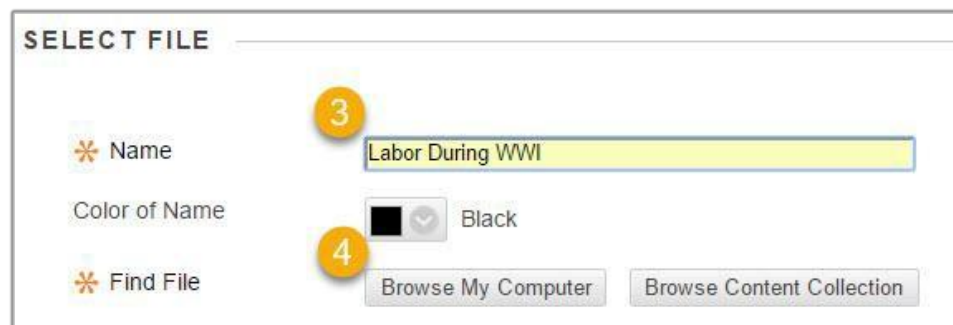 SELECT FILE
3
* Name Labor During WWI
Color of Name Black
4
* Find File Browse My Computer Browse Content Collection